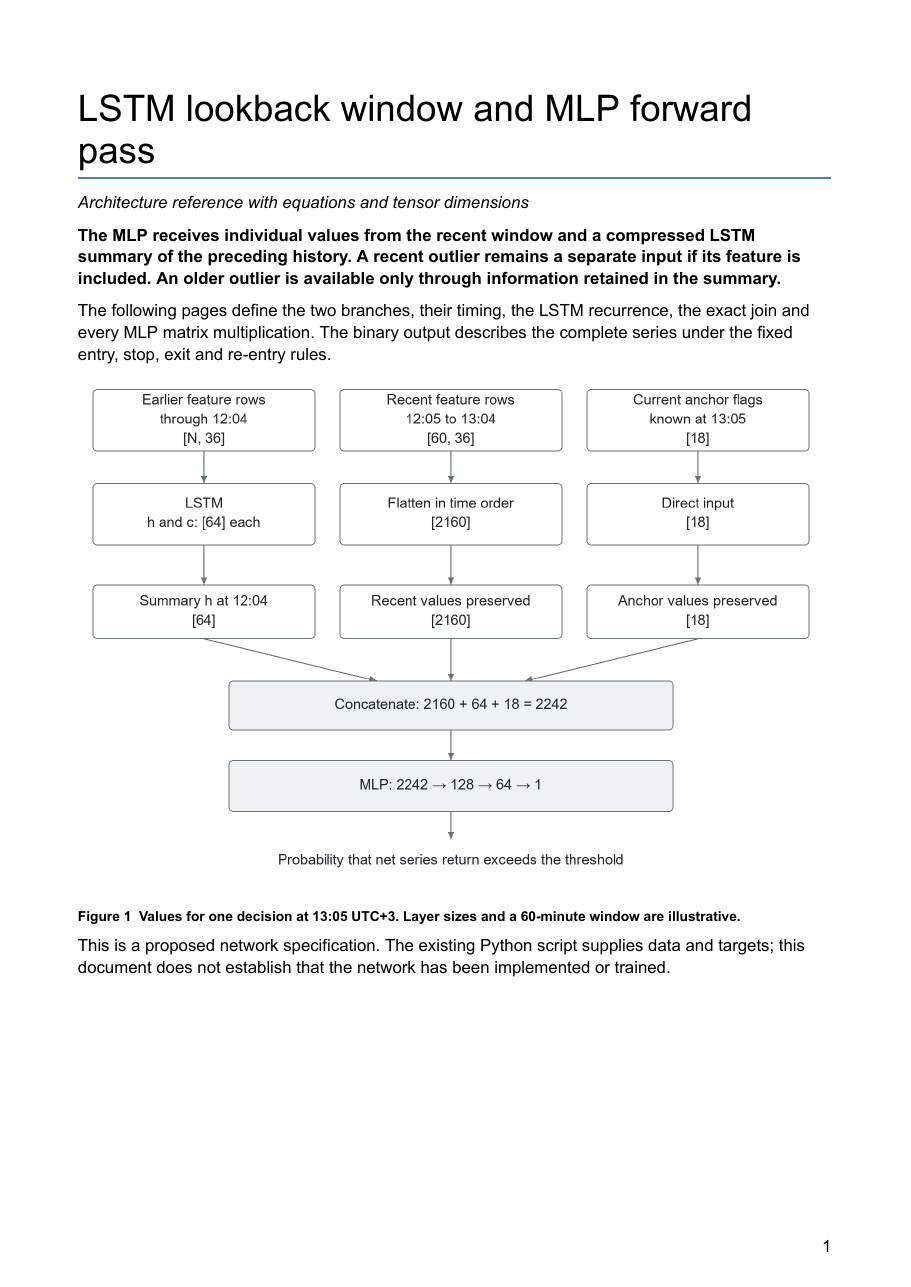 LSTM lookback window and MLP forward
pass
Architecture reference with equations and tensor dimensions
The MLP receives individual values from the recent window and a compressed LSTM
summary of the preceding history. A recent outlier remains a separate input if its feature is
included. An older outlier is available only through information retained in the summary.
The following pages define the two branches, their timing, the LSTM recurrence, the exact join and
every MLP matrix multiplication. The binary output describes the complete series under the fixed
entry, stop, exit and re-entry rules.
Earlier feature rows
through 12:04
[N, 36]
Recent feature rows
12:05 to 13:04
[60, 36]
Current anchor flags
known at 13:05
[18]
LSTM
h and c: [64] each
Flatten in time order
[2160]
Direct input
[18]
Summary h at 12:04
[64]
Recent values preserved
[2160]
Anchor values preserved
[18]
Concatenate: 2160 + 64 + 18 = 2242
MLP: 2242 → 128 → 64 → 1
Probability that net series return exceeds the threshold
Figure 1 Values for one decision at 13:05 UTC+3. Layer sizes and a 60-minute window are illustrative.
This is a proposed network specification. The existing Python script supplies data and targets; this
document does not establish that the network has been implemented or trained.
1